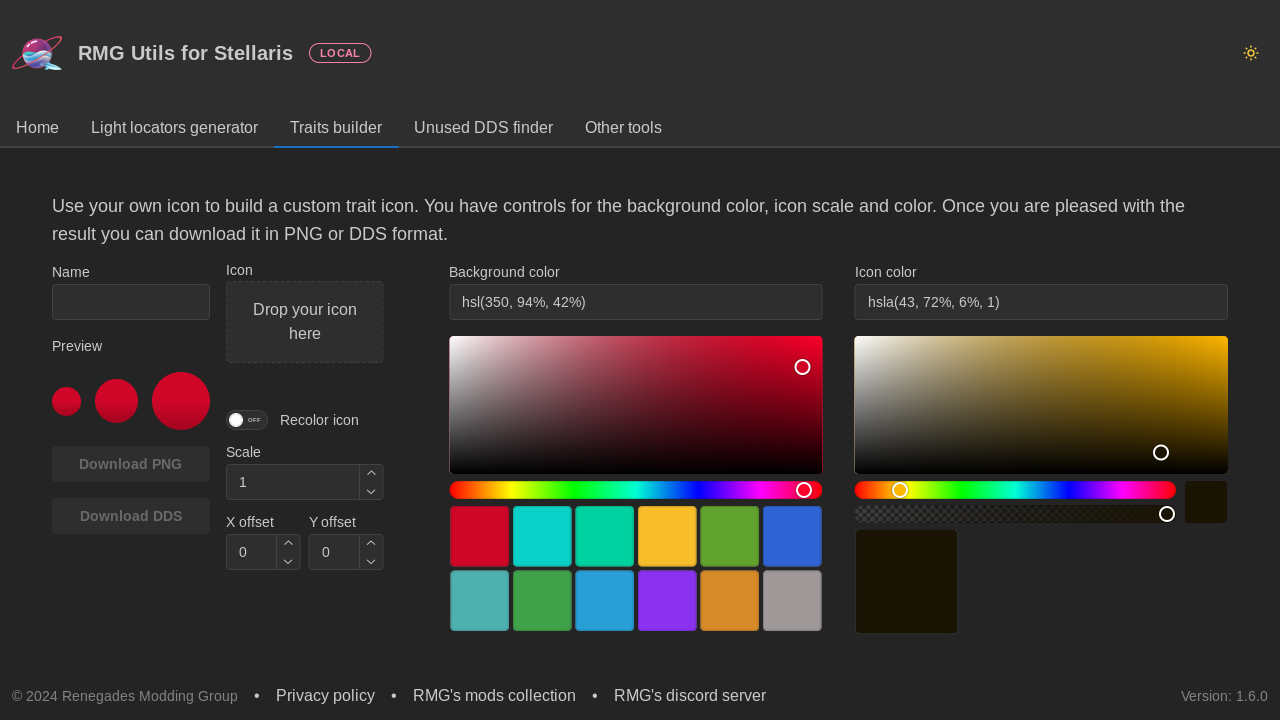 RMG Utils for Stellaris
LOCAL
Home
Light locators generator
Traits builder
Unused DDS finder
Other tools
Use your own icon to build a custom trait icon. You have controls for the background color, icon scale and color. Once you are pleased with the
result you can download it in PNG or DDS format.
Name
Preview
Download PNG
Download DDS
Icon
Drop your icon
here
OFF
Recolor icon
Scale
1
X offset
Y offset
0
0
Background color
hsl(350, 94%, 42%)
Icon color
hsla(43, 72%, 6%, 1)
© 2024 Renegades Modding Group
•
Privacy policy
•
RMG's mods collection
•
RMG's discord server
Version: 1.6.0